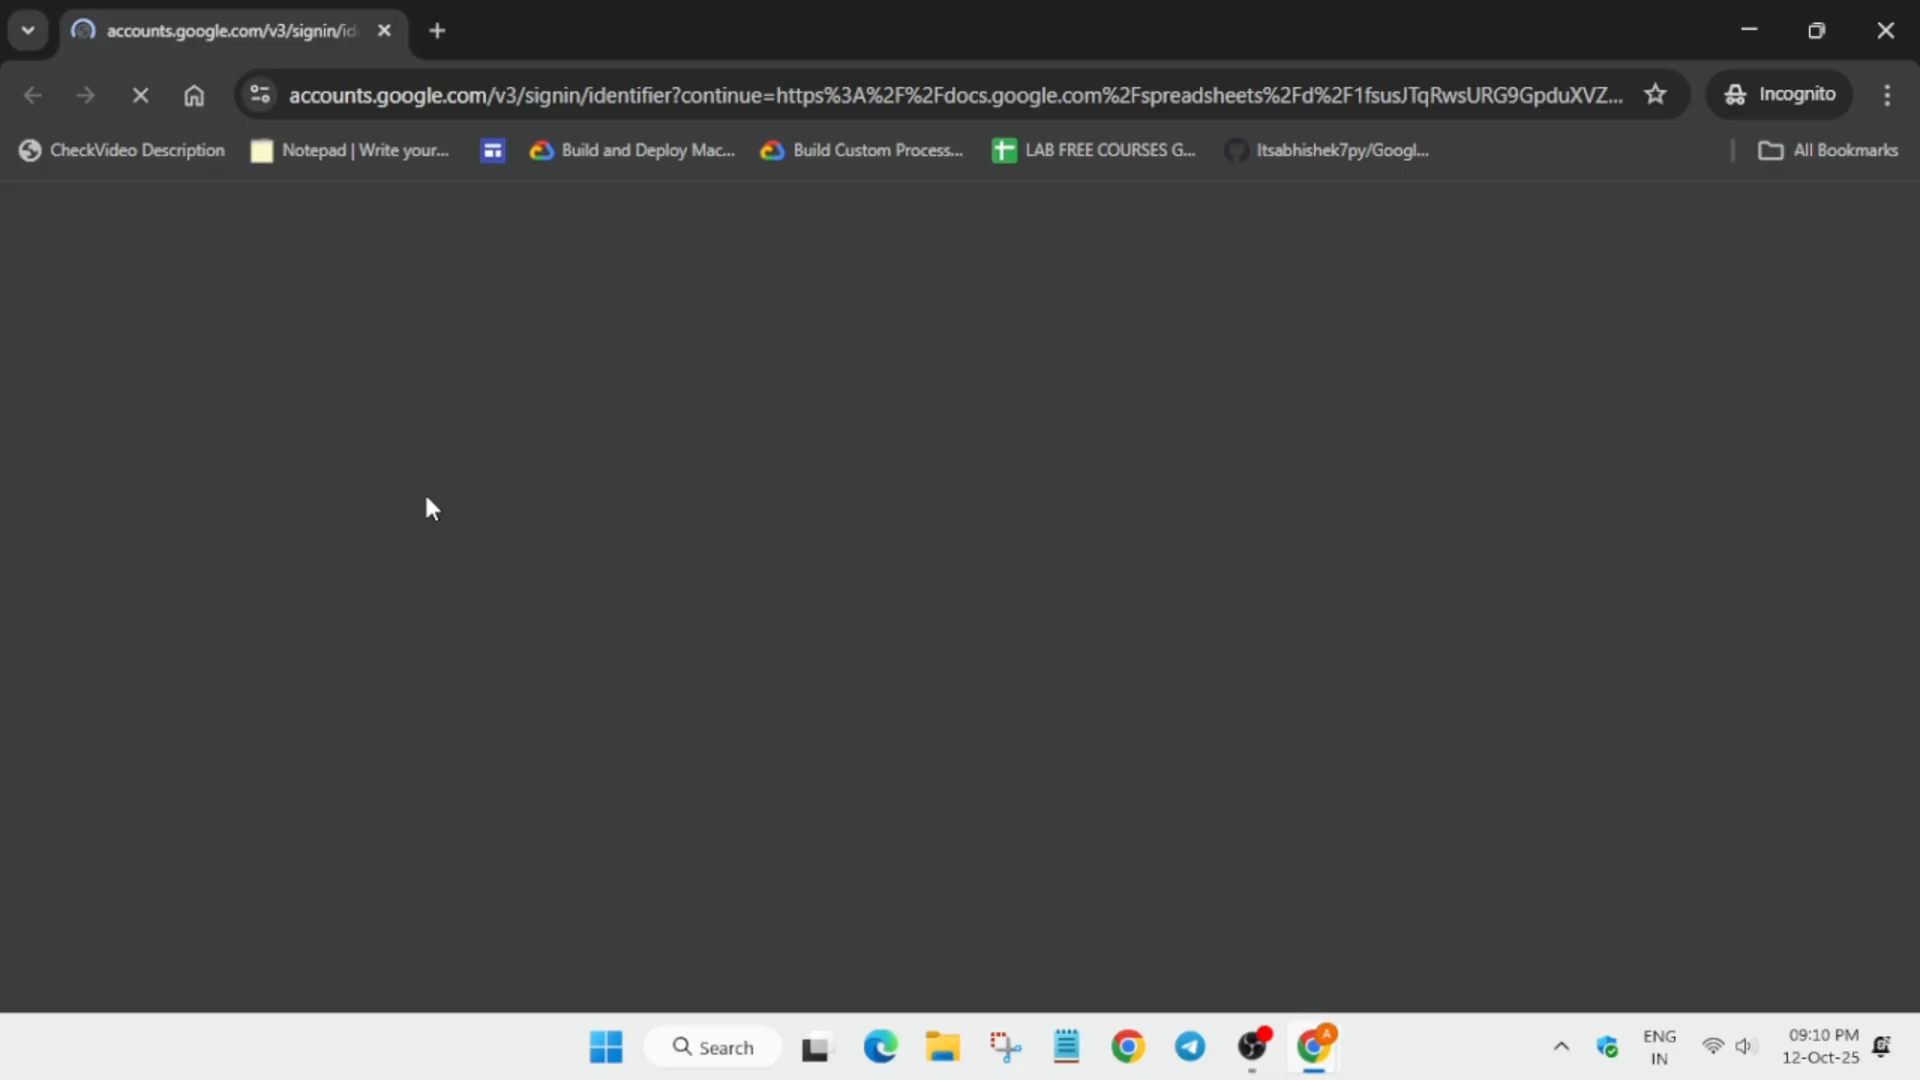 accounts.google.com/v3/signin/id
accounts.google.com/v3/signin/identifier?continue=https%3A%2F%2Fdocs.google.com%2Fspreadsheets%2Fd%2F1fsusJTqRwsURG9GpduXVZ...
Incognito
CheckVideo Description
Notepad | Write your...
Build and Deploy Mac...
Build Custom Process...
LAB FREE COURSES G...
Itsabhishek7py/Googl...
All Bookmarks
Search
A
ENG
IN
09:10 PM
12-Oct-25